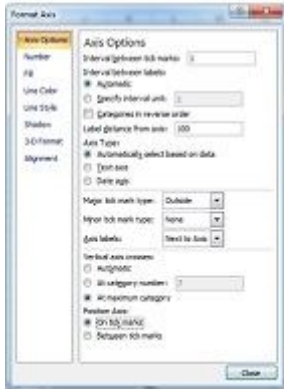 Format Axis
Axis Options
Number
Fill
Line Color
Line Style
Shadow
3-D Format
Alignment
Axis Options
Interval between tick marks: 1
Interval between labels:
Automatic
Specify interval unit: 1
Categories in reverse order
Label distance from axis: 100
Axis Type:
Automatically select based on data
Text axis
Date axis
Major tick mark type: Outside
Minor tick mark type: None
Axis labels: Next to Axis
Vertical axis crosses:
Automatic
At category number: 7
At maximum category
Position Axis:
On tick marks
Between tick marks
Close